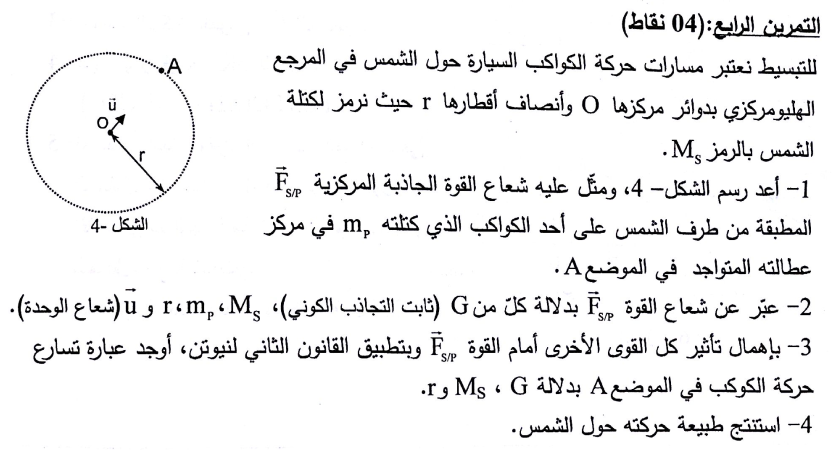 التمرين الرابع:(04 نقاط)
للتبسيط نعتبر مسارات حركة الكواكب السيارة حول الشمس في المرجع
الهليومركزي بدوائر مركزها O وأنصاف أقطارها r حيث نرمز لكتلة
الشمس بالرمز M_S.
1– أعد رسم الشكل– 4، ومثّل عليه شعاع القوة الجاذبة المركزية F⃗_S/P
المطبقة من طرف الشمس على أحد الكواكب الذي كتلته m_P في مركز
عطالته المتواجد في الموضع A.
2– عبّر عن شعاع القوة F⃗_S/P بدلالة كلّ من G (ثابت التجاذب الكوني)، M_S ، m_P ، r و u⃗ (شعاع الوحدة).
3– بإهمال تأثير كل القوى الأخرى أمام القوة F⃗_S/P وبتطبيق القانون الثاني لنيوتن، أوجد عبارة تسارع
حركة الكوكب في الموضع A بدلالة G ، M_S و r.
4– استنتج طبيعة حركته حول الشمس.
A
u⃗
O
r
الشكل -4